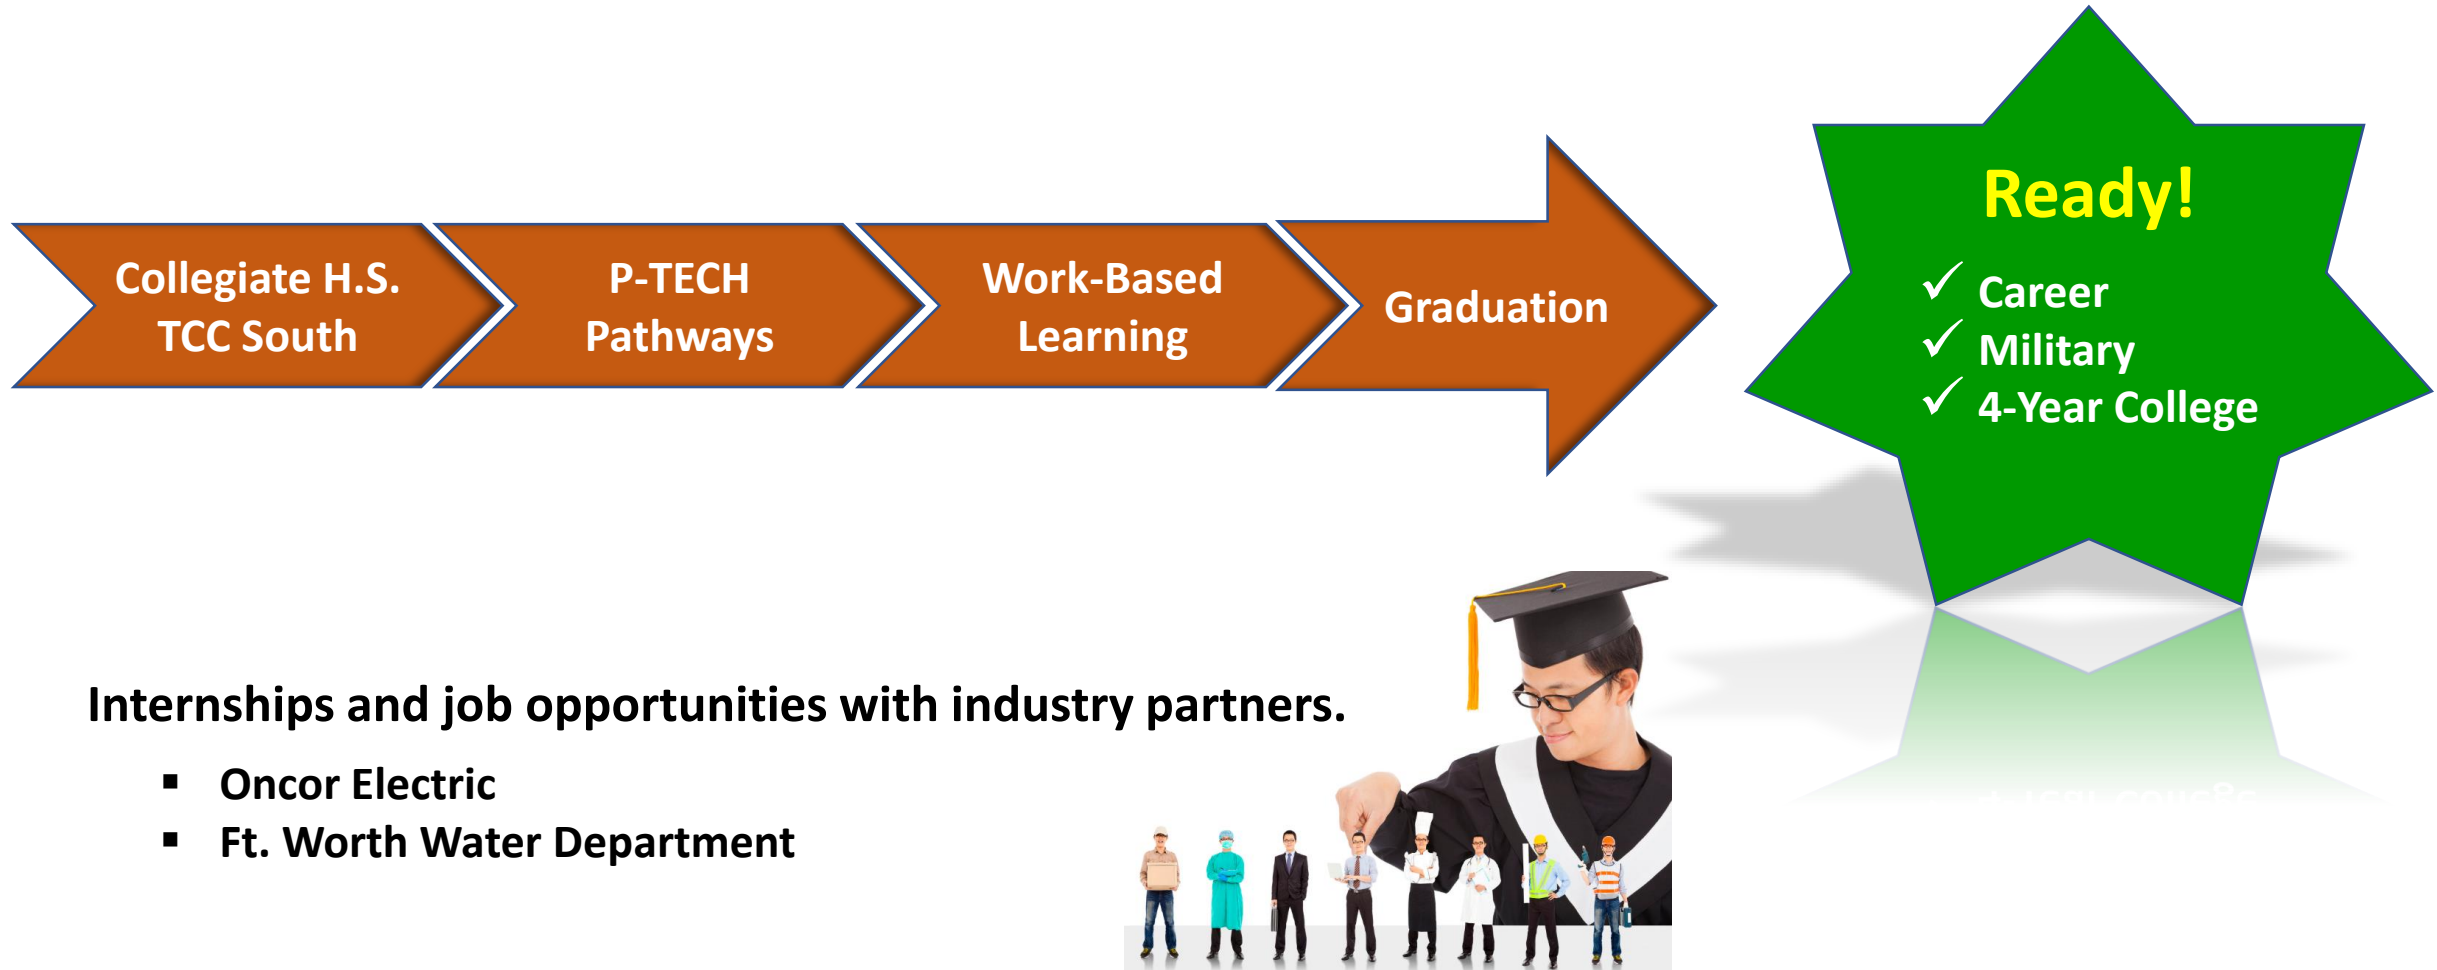 Collegiate H.S.
TCC South
P-TECH
Pathways
Work-Based
Learning
Graduation
Ready!
✓ Career
✓ Military
✓ 4-Year College
Internships and job opportunities with industry partners.
▪ Oncor Electric
▪ Ft. Worth Water Department